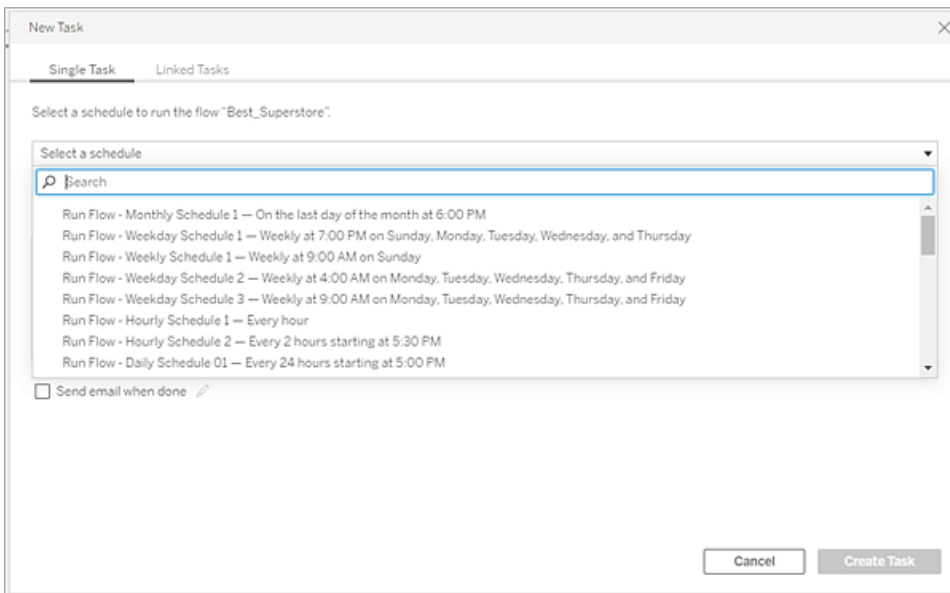 New Task
Single Task Linked Tasks
Select a schedule to run the flow "Best_Superstore".
Select a schedule
Search
Run Flow - Monthly Schedule 1 — On the last day of the month at 6:00 PM
Run Flow - Weekday Schedule 1 — Weekly at 7:00 PM on Sunday, Monday, Tuesday, Wednesday, and Thursday
Run Flow - Weekly Schedule 1 — Weekly at 9:00 AM on Sunday
Run Flow - Weekday Schedule 2 — Weekly at 4:00 AM on Monday, Tuesday, Wednesday, Thursday, and Friday
Run Flow - Weekday Schedule 3 — Weekly at 9:00 AM on Monday, Tuesday, Wednesday, Thursday, and Friday
Run Flow - Hourly Schedule 1 — Every hour
Run Flow - Hourly Schedule 2 — Every 2 hours starting at 5:30 PM
Run Flow - Daily Schedule 01 — Every 24 hours starting at 5:00 PM
Send email when done
Cancel Create Task